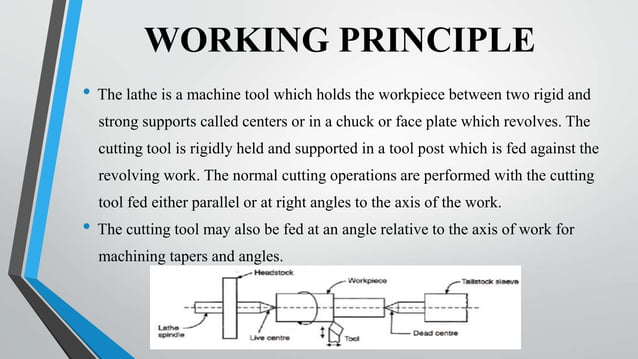 WORKING PRINCIPLE
• The lathe is a machine tool which holds the workpiece between two rigid and
strong supports called centers or in a chuck or face plate which revolves. The
cutting tool is rigidly held and supported in a tool post which is fed against the
revolving work. The normal cutting operations are performed with the cutting
tool fed either parallel or at right angles to the axis of the work.
• The cutting tool may also be fed at an angle relative to the axis of work for
machining tapers and angles.
Headstock
Workpiece
Tailstock sleeve
Lathe
spindle
Live centre
Tool
Dead centre